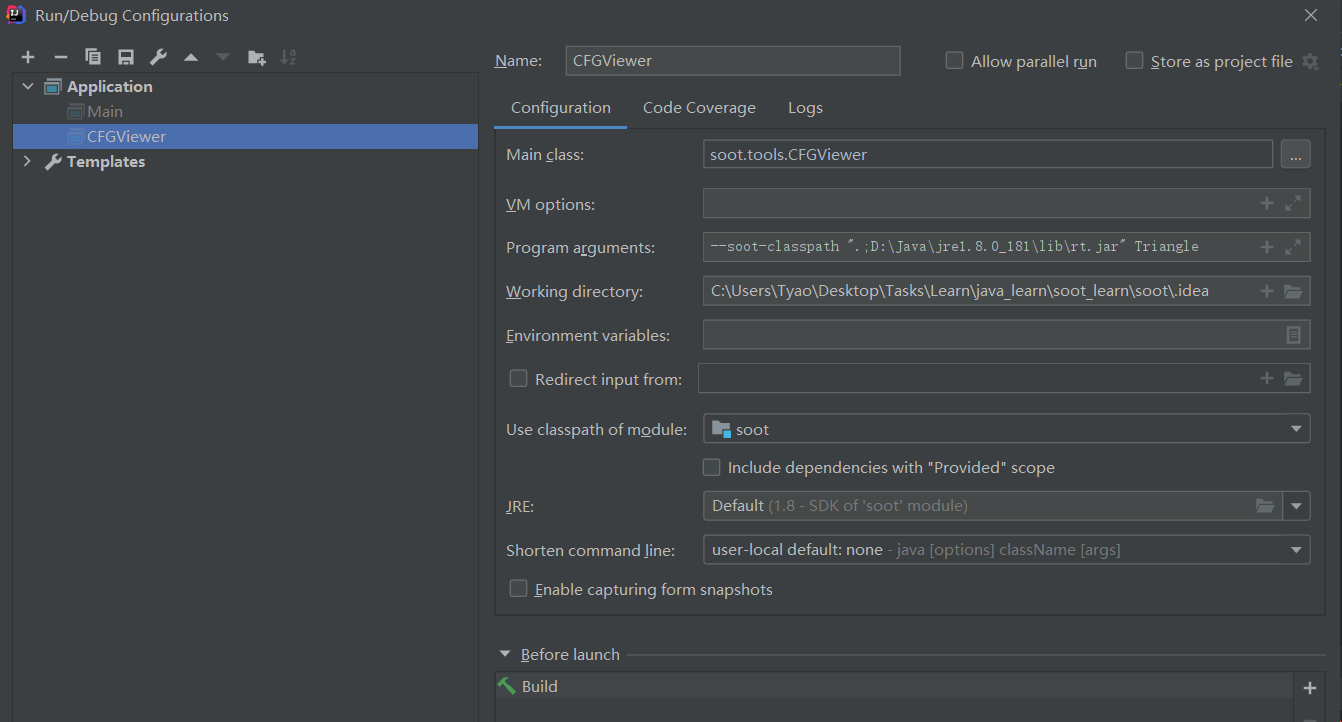 Run/Debug Configurations
Application
Main
CFGViewer
Templates
Name: CFGViewer Allow parallel run Store as project file
Configuration Code Coverage Logs
Main class: soot.tools.CFGViewer ...
VM options:
Program arguments: --soot-classpath ".;D:\Java\jre1.8.0_181\lib\rt.jar" Triangle
Working directory: C:\Users\Tyao\Desktop\Tasks\Learn\java_learn\soot_learn\soot\.idea
Environment variables:
Redirect input from:
Use classpath of module: soot
Include dependencies with "Provided" scope
JRE: Default (1.8 - SDK of 'soot' module)
Shorten command line: user-local default: none - java [options] className [args]
Enable capturing form snapshots
Before launch
Build